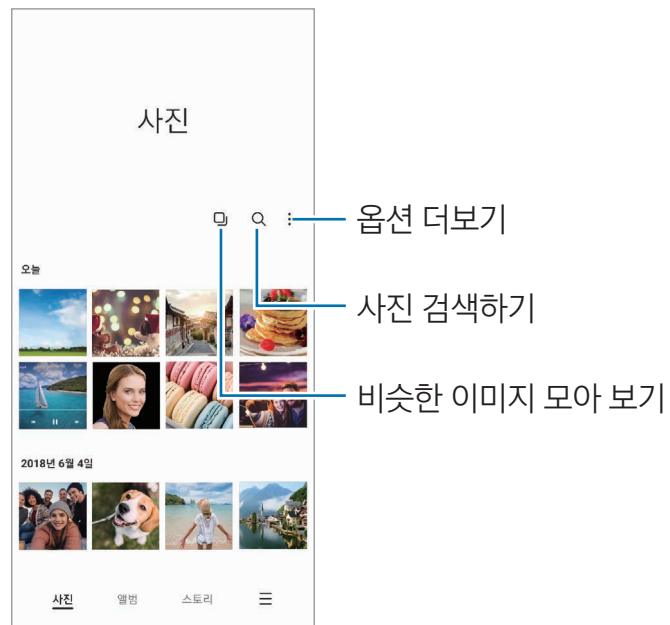 사진
옵션 더보기
오늘
사진 검색하기
비슷한 이미지 모아 보기
2018년 6월 4일
사진 앨범 스토리